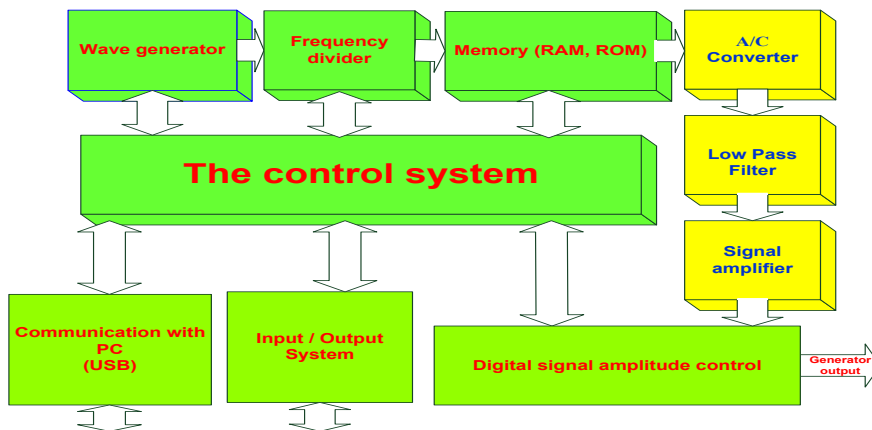 Wave generator
Frequency
divider
Memory (RAM, ROM)
A/C
Converter
The control system
Low Pass
Filter
Signal
amplifier
Communication with
PC
(USB)
Input / Output
System
Digital signal amplitude control
Generator
output